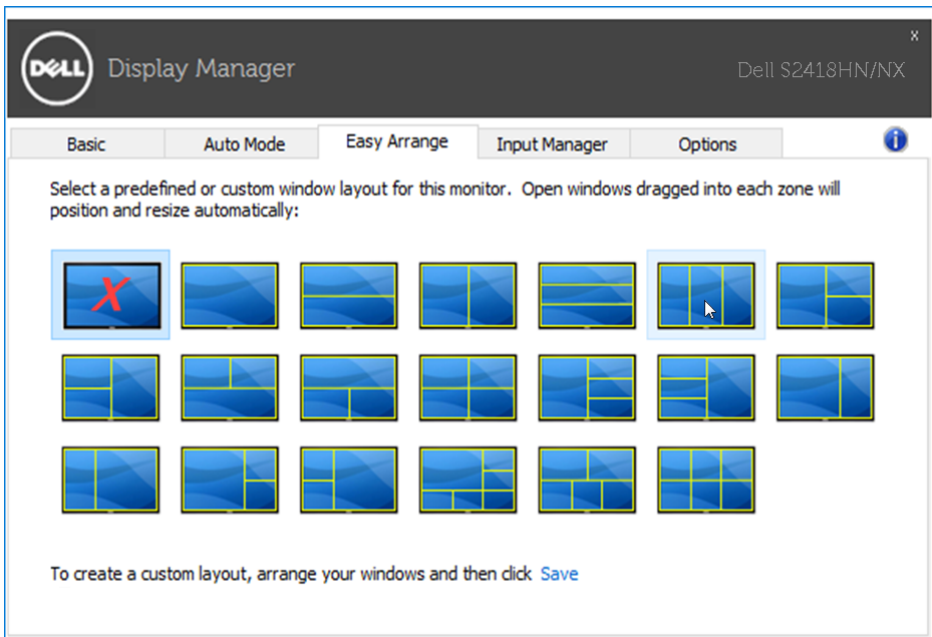 x
DELL Display Manager
Dell S2418HN/NX
Basic Auto Mode Easy Arrange Input Manager Options i
Select a predefined or custom window layout for this monitor. Open windows dragged into each zone will
position and resize automatically:
X
To create a custom layout, arrange your windows and then click Save